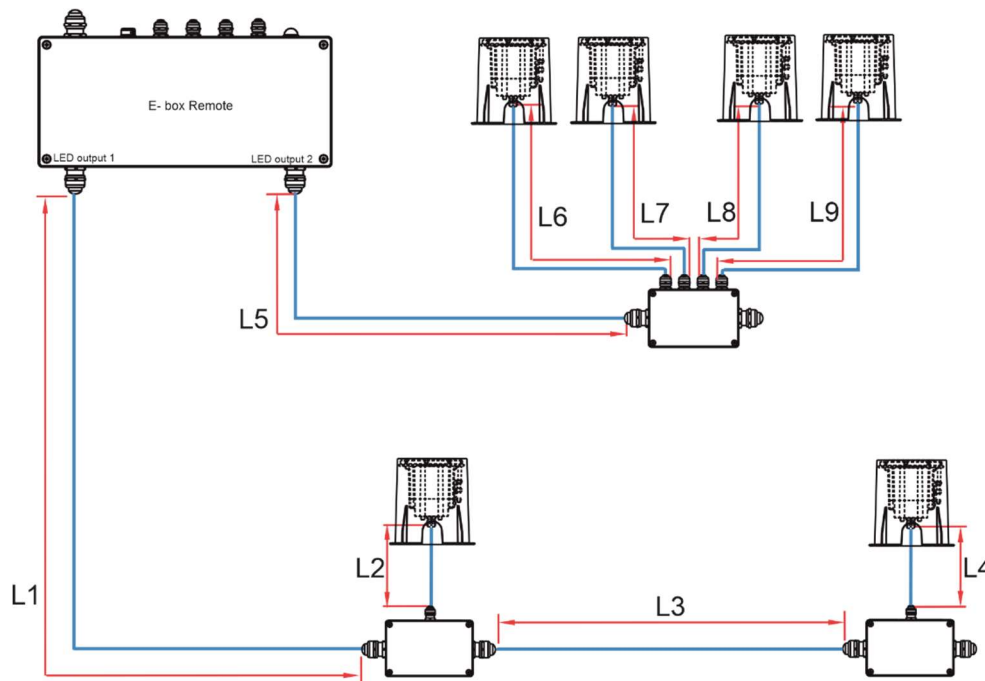 E- box Remote
LED output 1
LED output 2
L6
L7
L8
L9
L5
L2
L4
L3
L1